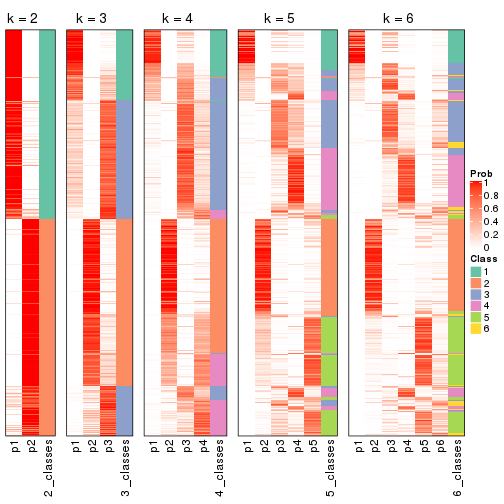 k = 2
k = 3
k = 4
k = 5
k = 6
p1
p2
2_classes
p1
p2
p3
3_classes
p1
p2
p3
p4
4_classes
p1
p2
p3
p4
p5
5_classes
p1
p2
p3
p4
p5
p6
6_classes
Prob
1
0.8
0.6
0.4
0.2
0
Class
1
2
3
4
5
6